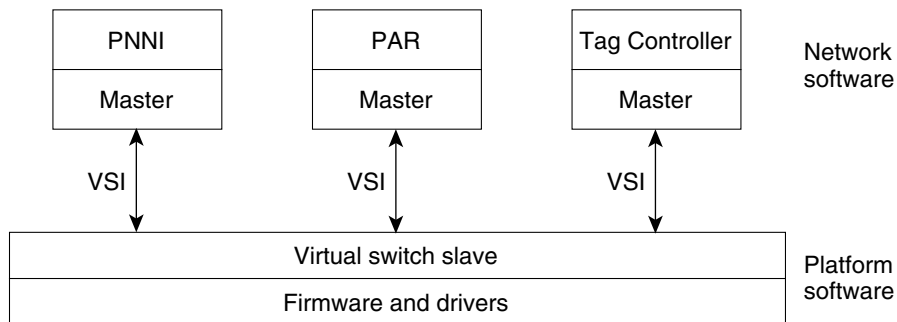 PNNI
PAR
Tag Controller
Master
Master
Master
Network
software
VSI
VSI
VSI
Virtual switch slave
Firmware and drivers
Platform
software